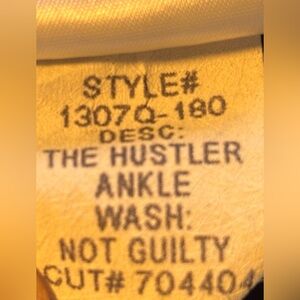 STYLE#
1307Q-180
DESC:
THE HUSTLER
ANKLE
WASH:
NOT GUILTY
CUT# 704404